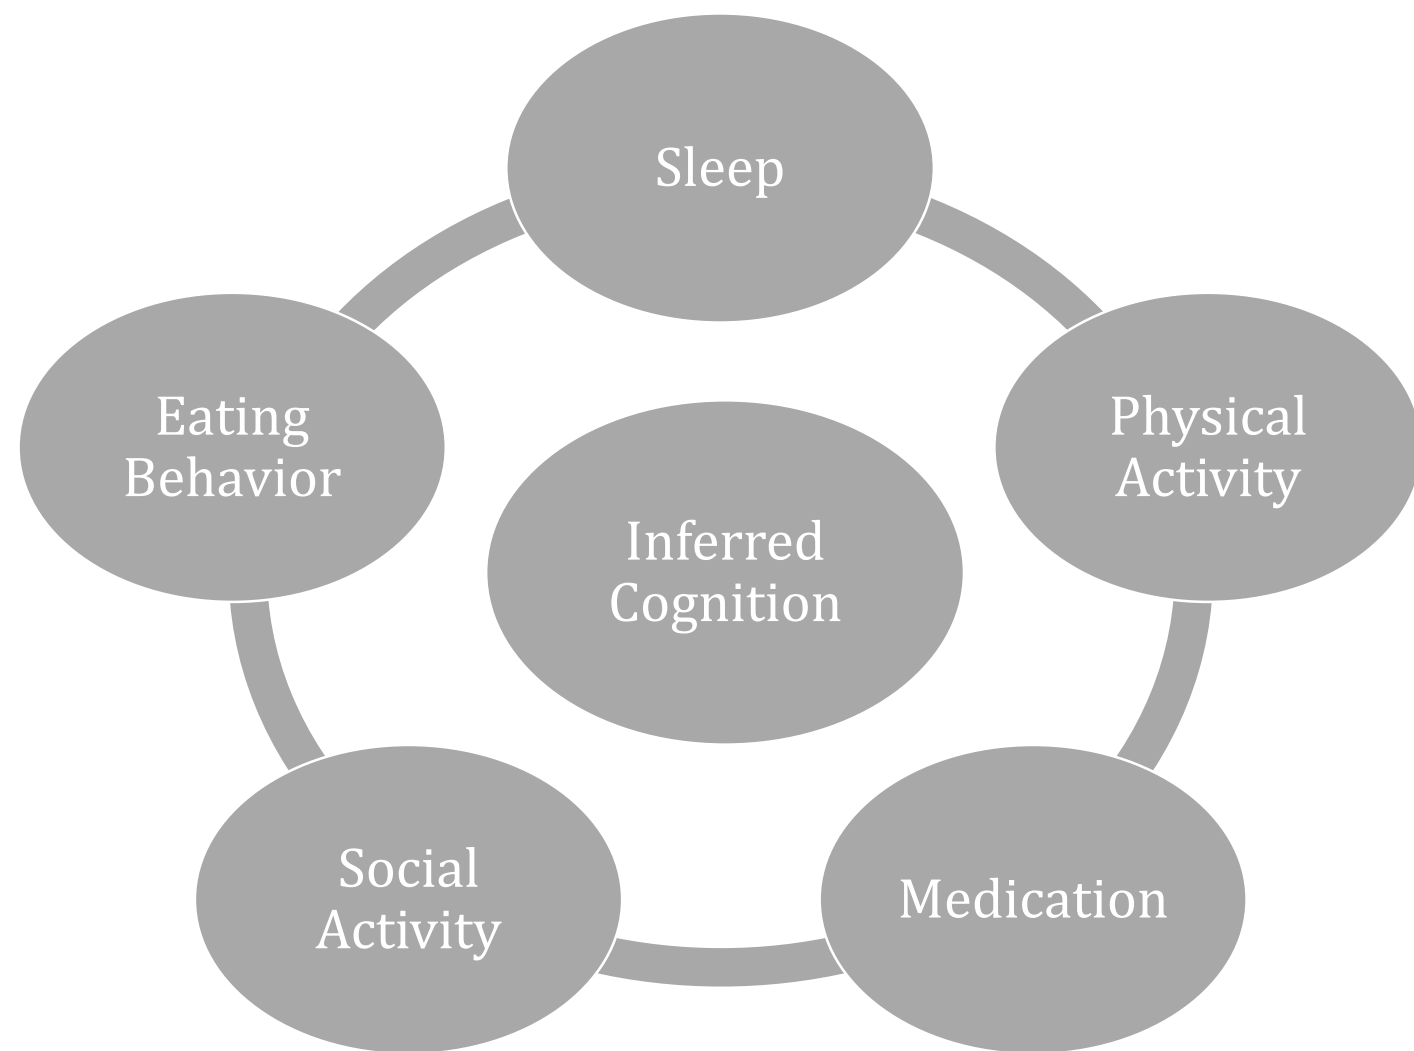 Sleep
Eating
Behavior
Physical
Activity
Inferred
Cognition
Social
Activity
Medication